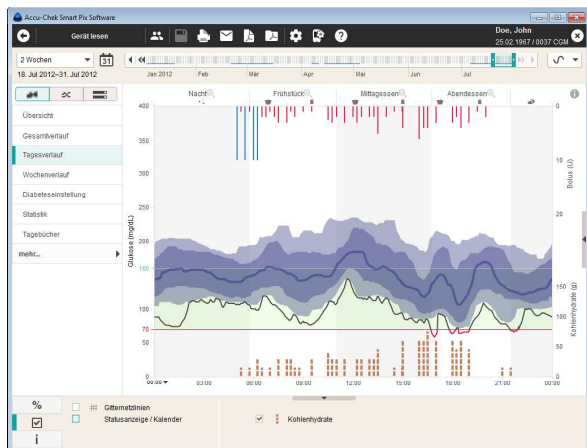 Accu-Chek Smart Pix Software
Gerät lesen
Doe, John
25.02.1967 / 0037 CGM
2 Wochen
31
18. Jul 2012–31. Jul 2012
Jan 2012 Feb Mär Apr Mai Jun Jul
Nacht Frühstück Mittagessen Abendessen
Übersicht
Gesamtverlauf
Tagesverlauf
Wochenverlauf
Diabeteseinstellung
Statistik
Tagebücher
mehr...
Glukose (mg/dL)
400
350
300
250
200
160
100
70
50
0
Bolus (U)
0
10
20
Kohlenhydrate (g)
150
100
50
0
00:00 03:00 06:00 09:00 12:00 15:00 18:00 21:00 00:00
%
Gitternetzlinien
Statusanzeige / Kalender
Kohlenhydrate
i